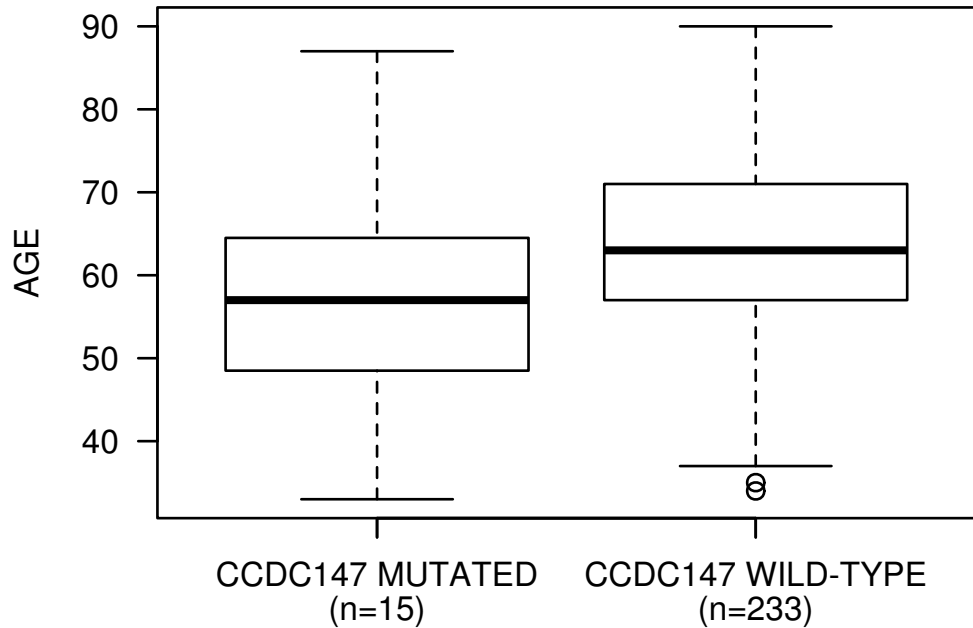 AGE
90
80
70
60
50
40
CCDC147 MUTATED
(n=15)
CCDC147 WILD-TYPE
(n=233)